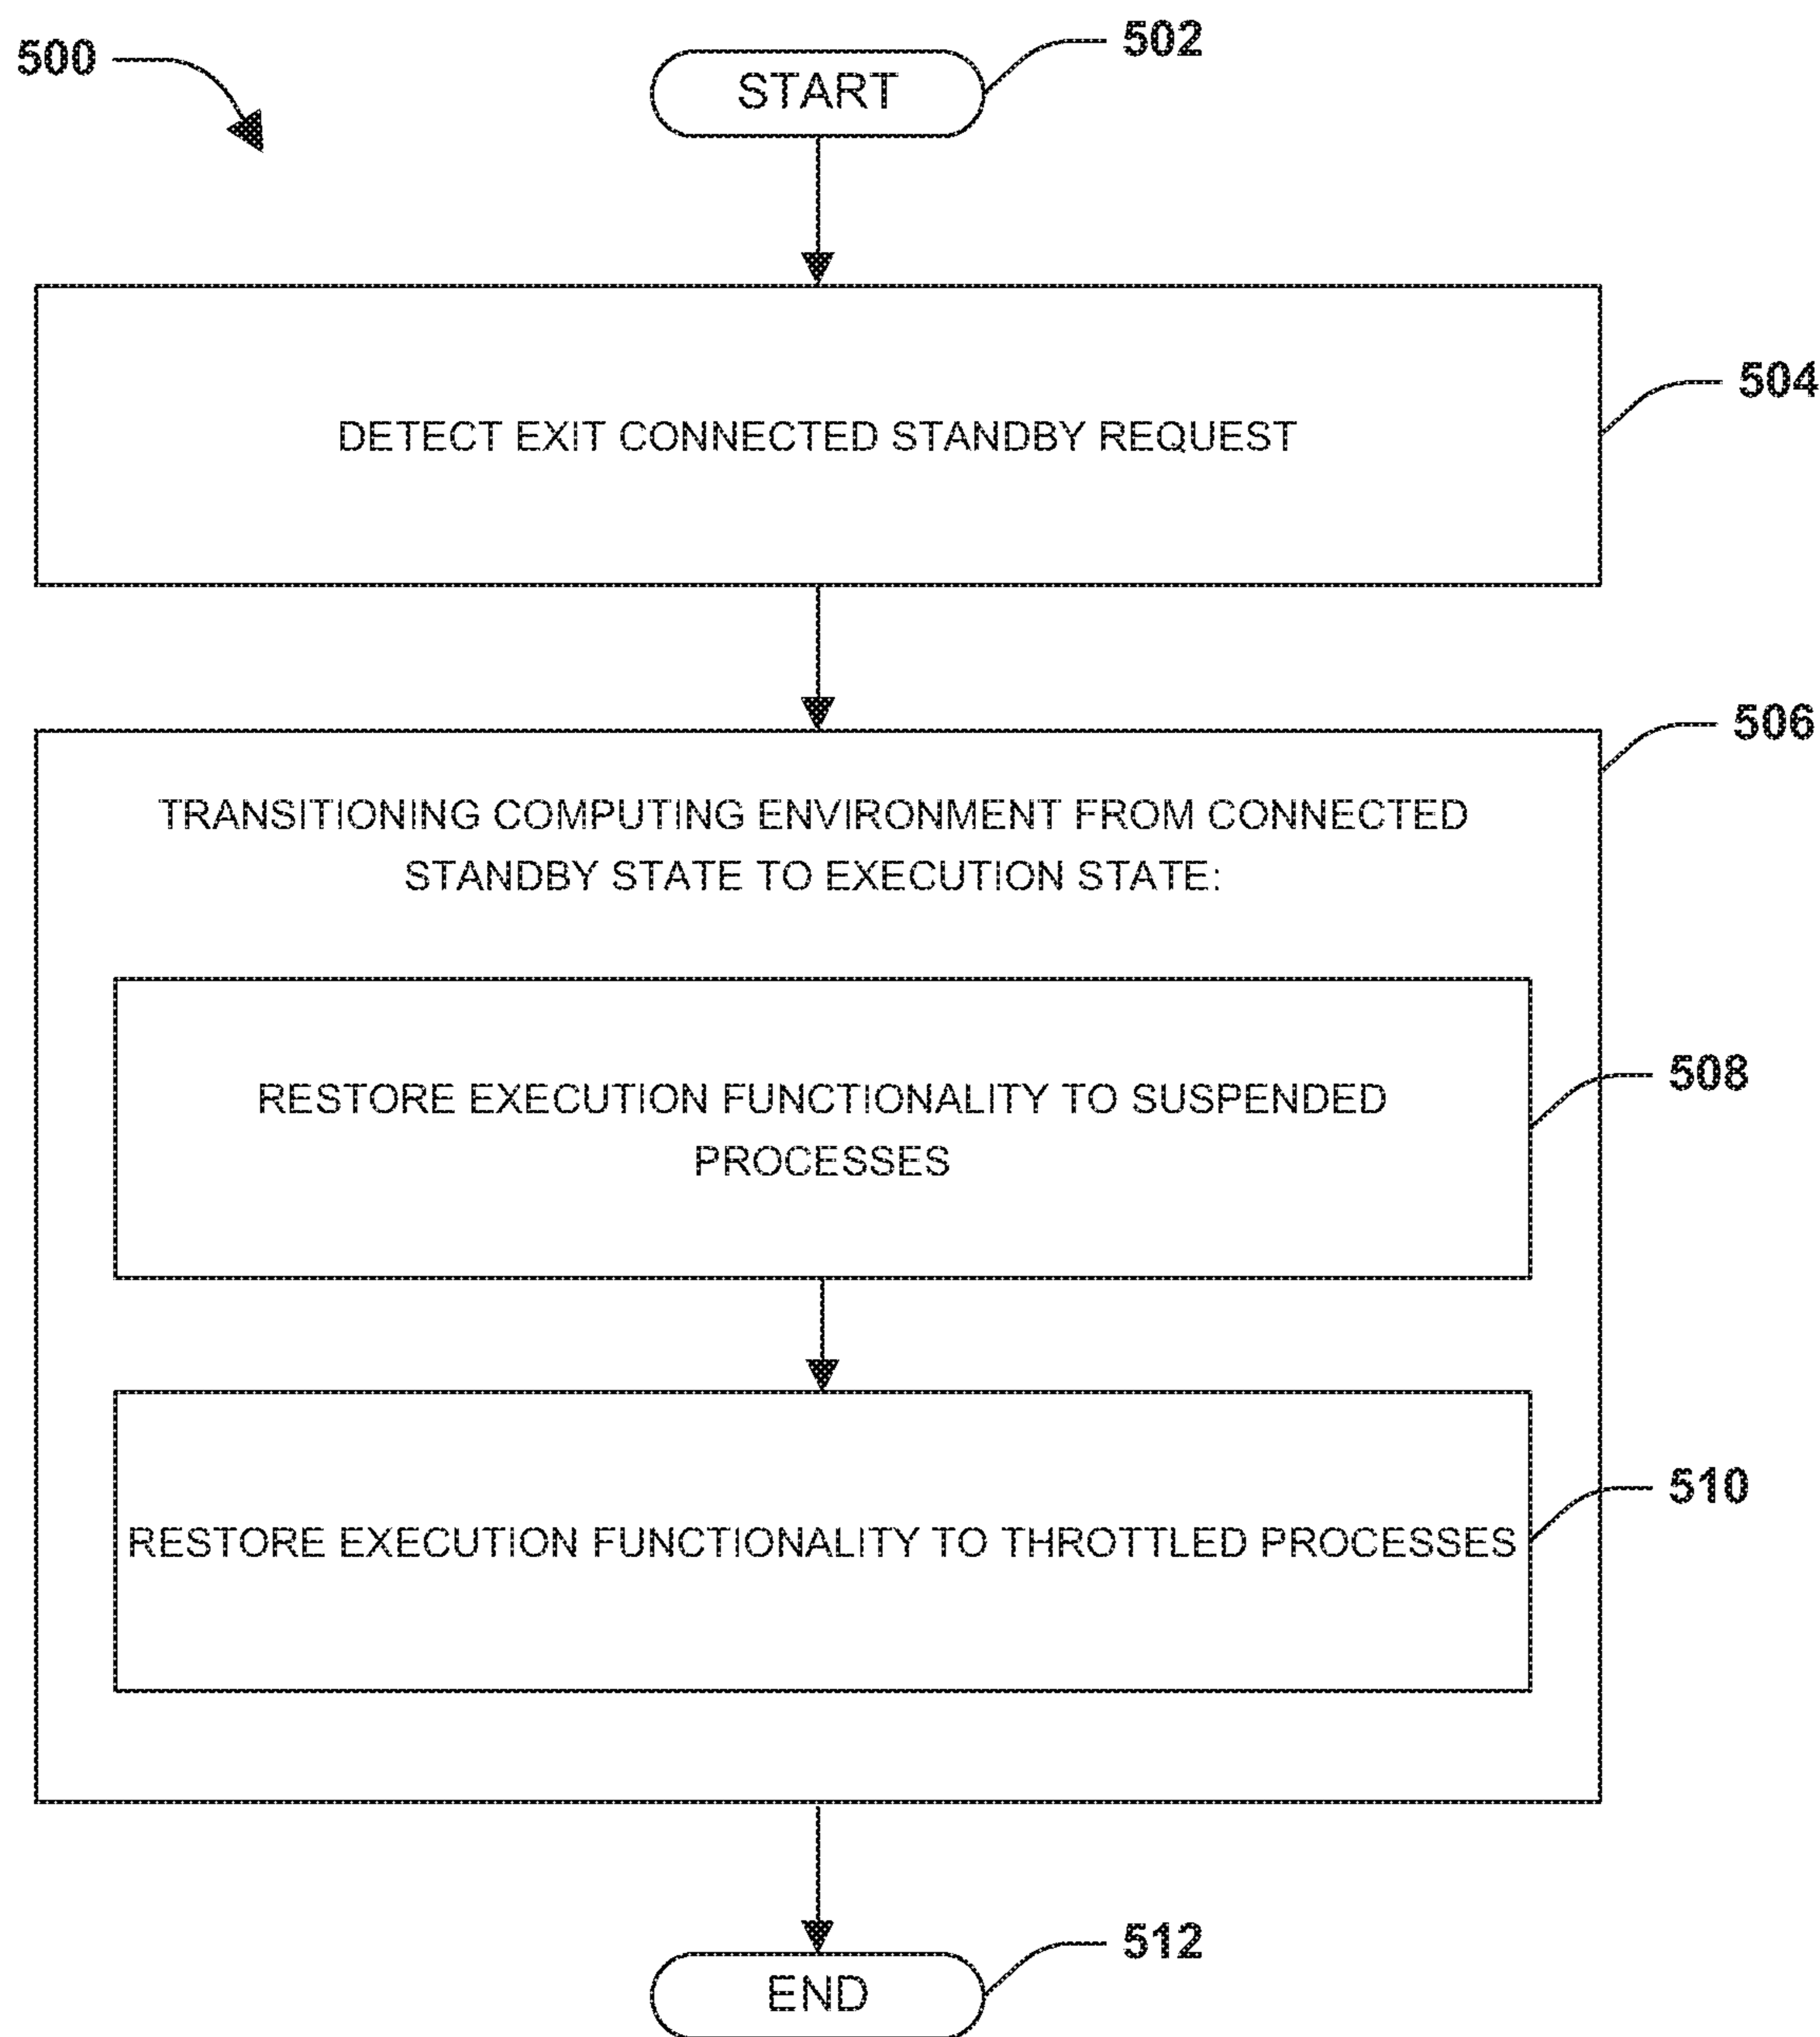 500
502
START
504
DETECT EXIT CONNECTED STANDBY REQUEST
506
TRANSITIONING COMPUTING ENVIRONMENT FROM CONNECTED
STANDBY STATE TO EXECUTION STATE:
508
RESTORE EXECUTION FUNCTIONALITY TO SUSPENDED
PROCESSES
510
RESTORE EXECUTION FUNCTIONALITY TO THROTTLED PROCESSES
512
END